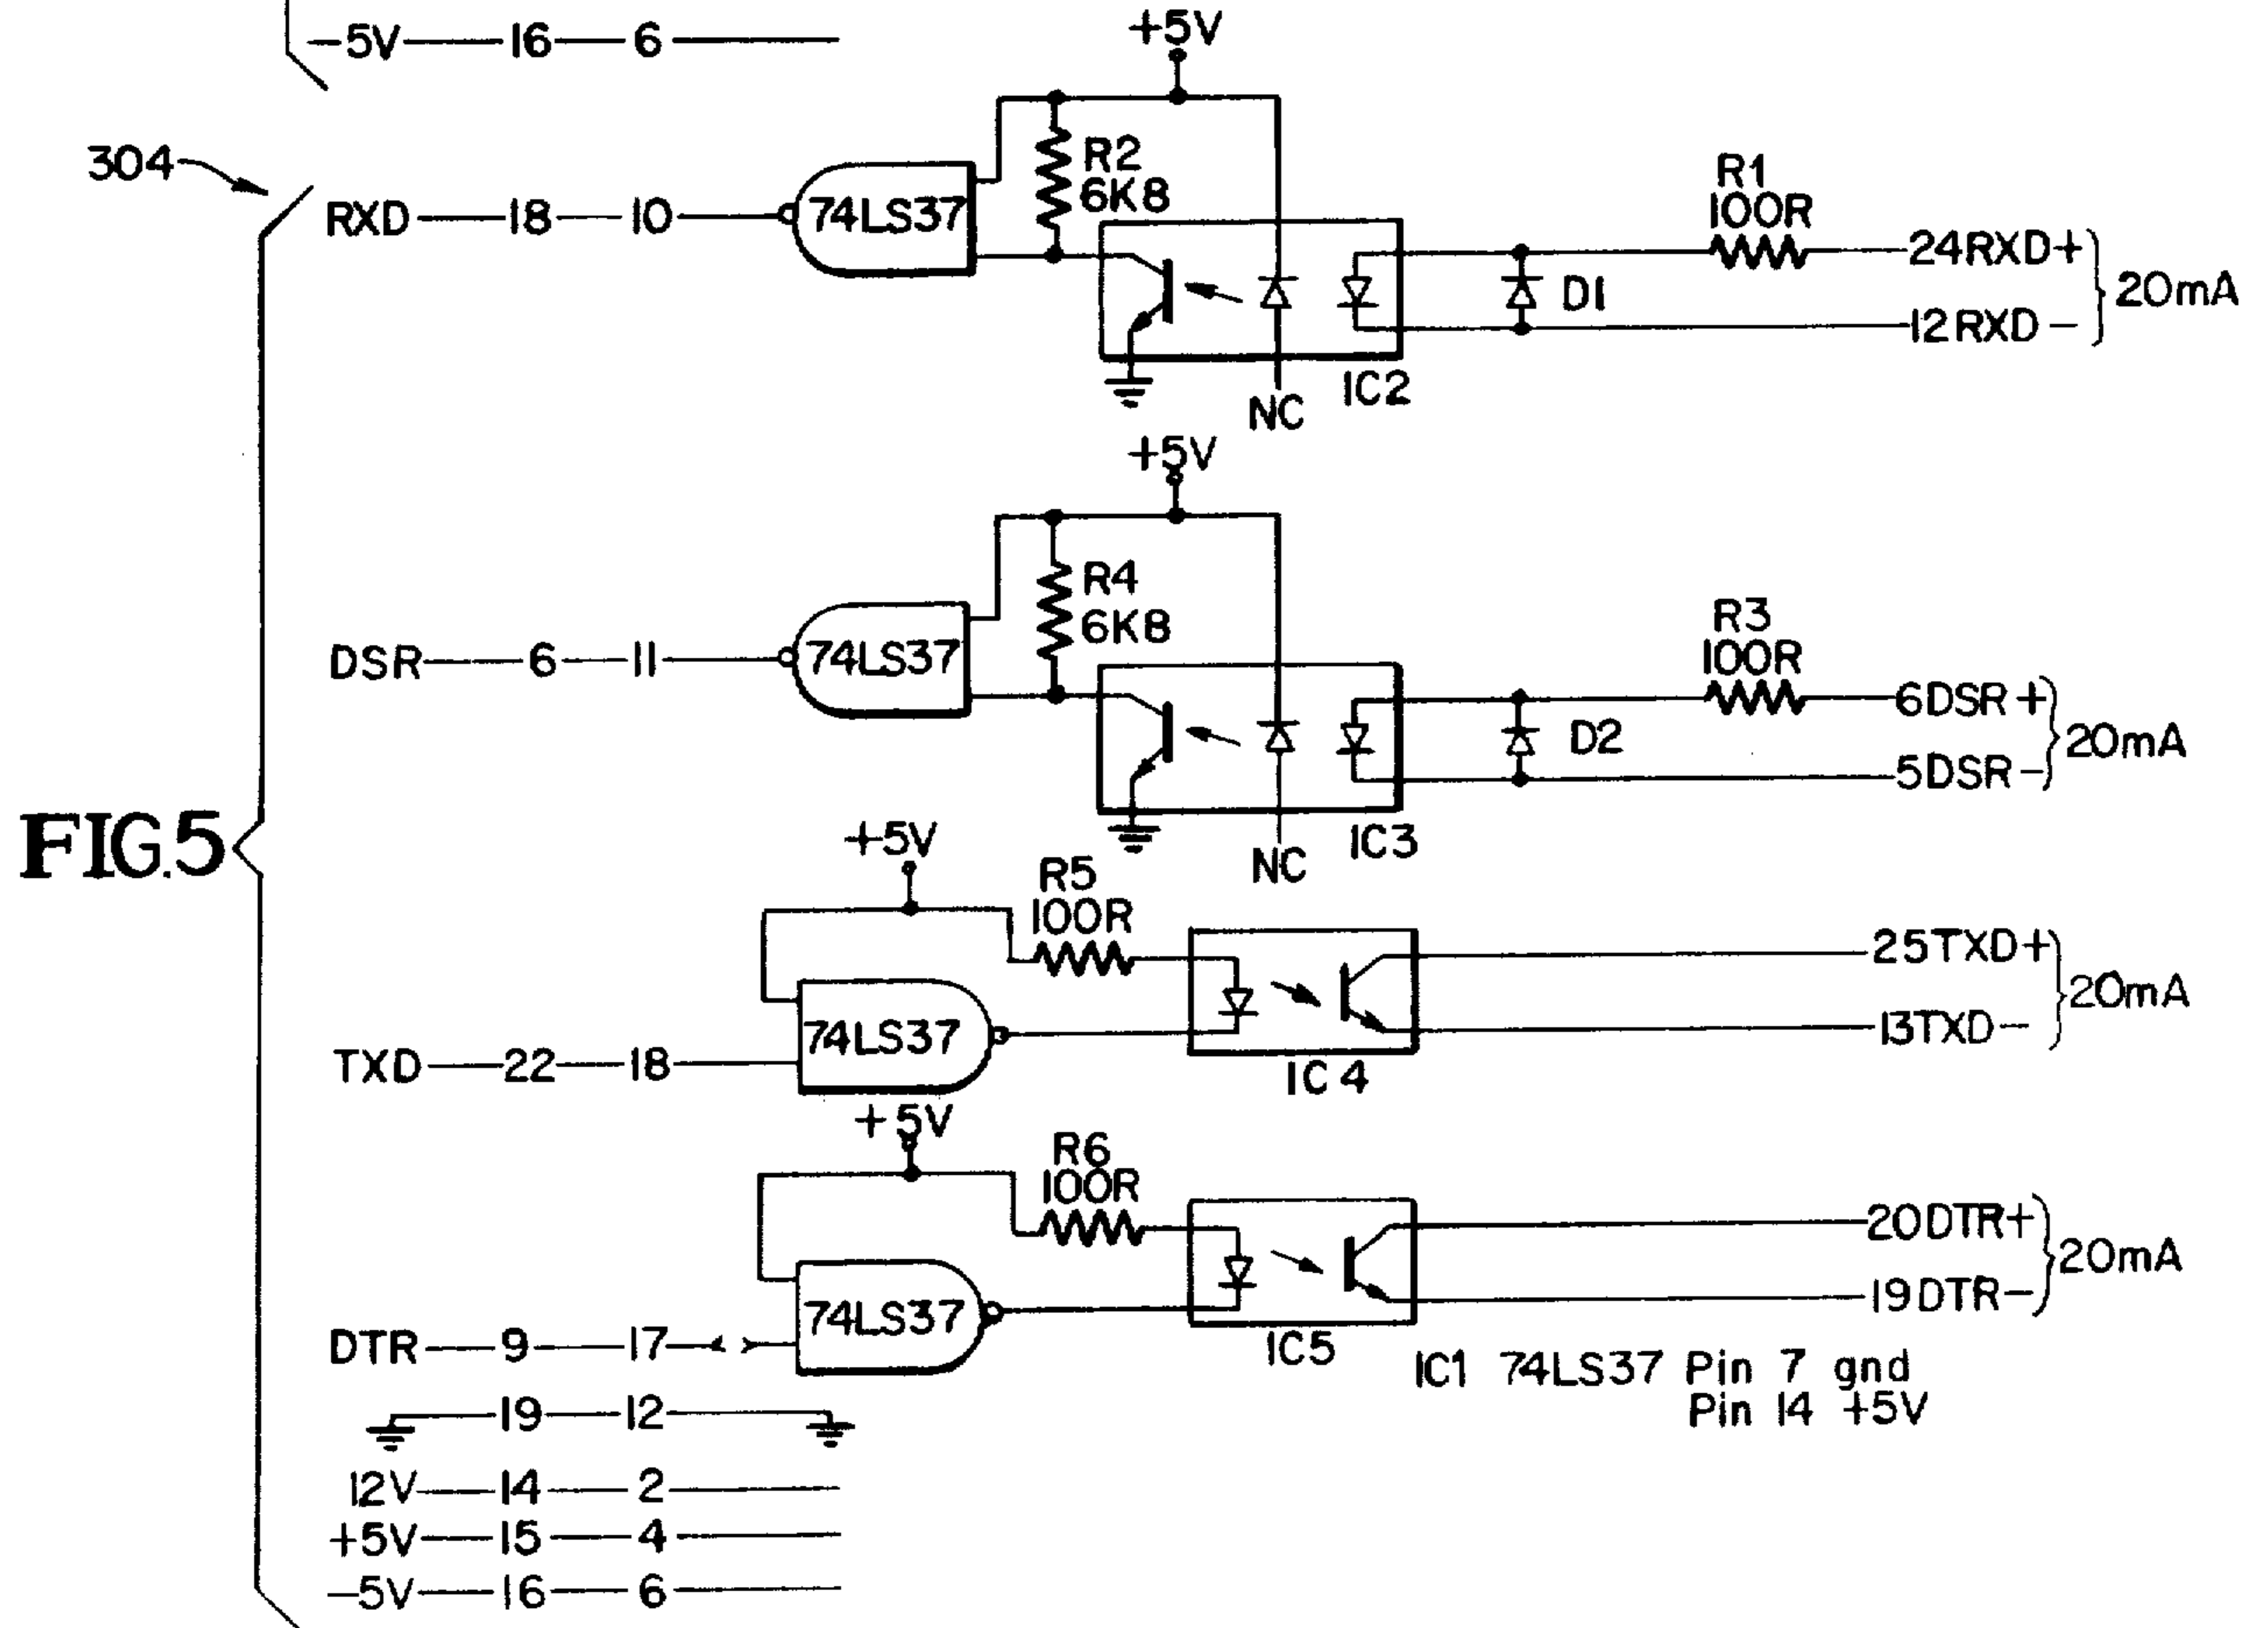 -5V 16 6
+5V
304
R2
6K8
R1
100R
RXD 18 10 74LS37
24RXD+
12RXD-
20mA
D1
IC2
NC
+5V
R4
6K8
R3
100R
DSR 6 11 74LS37
6DSR+
5DSR-
20mA
D2
IC3
NC
FIG.5
+5V
R5
100R
25TXD+
13TXD-
20mA
TXD 22 18 74LS37
IC4
+5V
R6
100R
20DTR+
19DTR-
20mA
DTR 9 17 74LS37
IC5
IC1 74LS37 Pin 7 gnd
Pin 14 +5V
19 12
12V 14 2
+5V 15 4
-5V 16 6